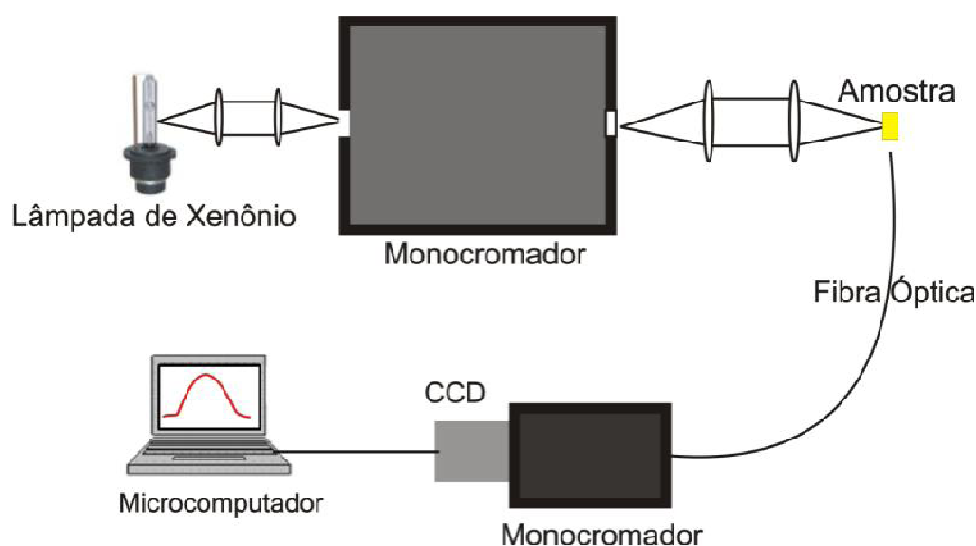 Amostra
Lâmpada de Xenônio
Monocromador
Fibra Óptica
CCD
Microcomputador
Monocromador